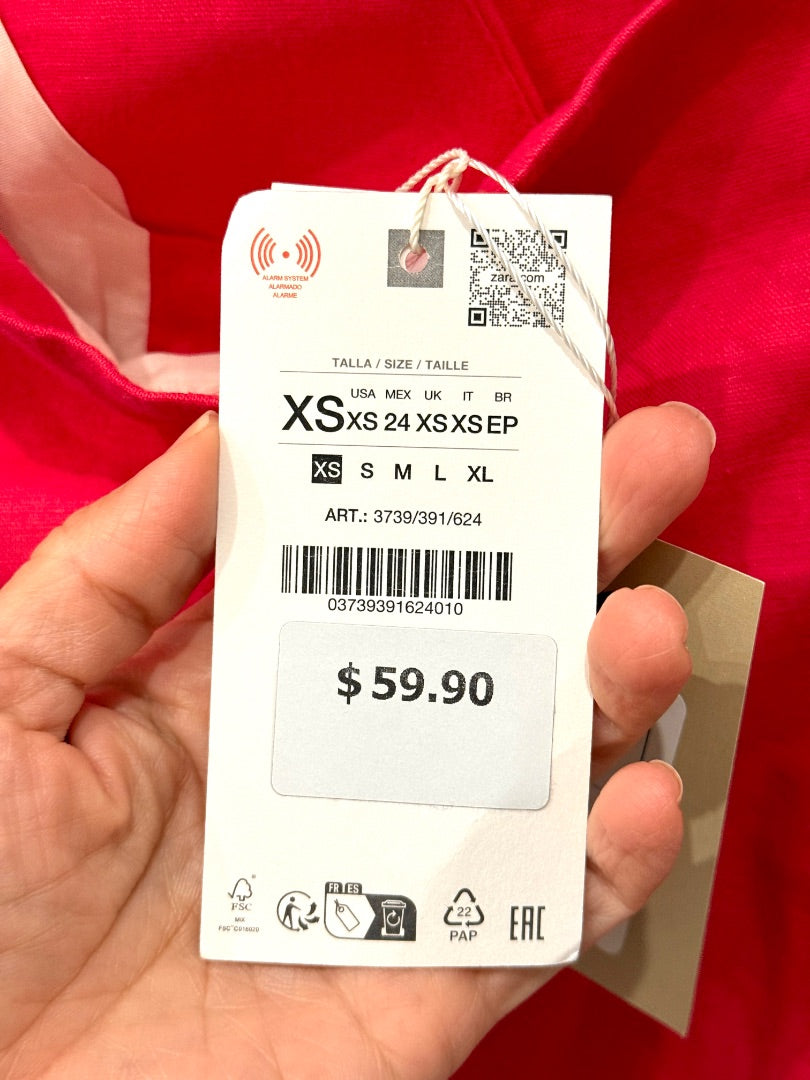 ALARM SYSTEM
ALARMADO
ALARME
zara.com
TALLA / SIZE / TAILLE
USA MEX UK IT BR
XS XS 24 XS XS EP
XS S M L XL
ART.: 3739/391/624
03739391624010
$ 59.90
FSC®
MIX
FR ES
22
PAP
EAC